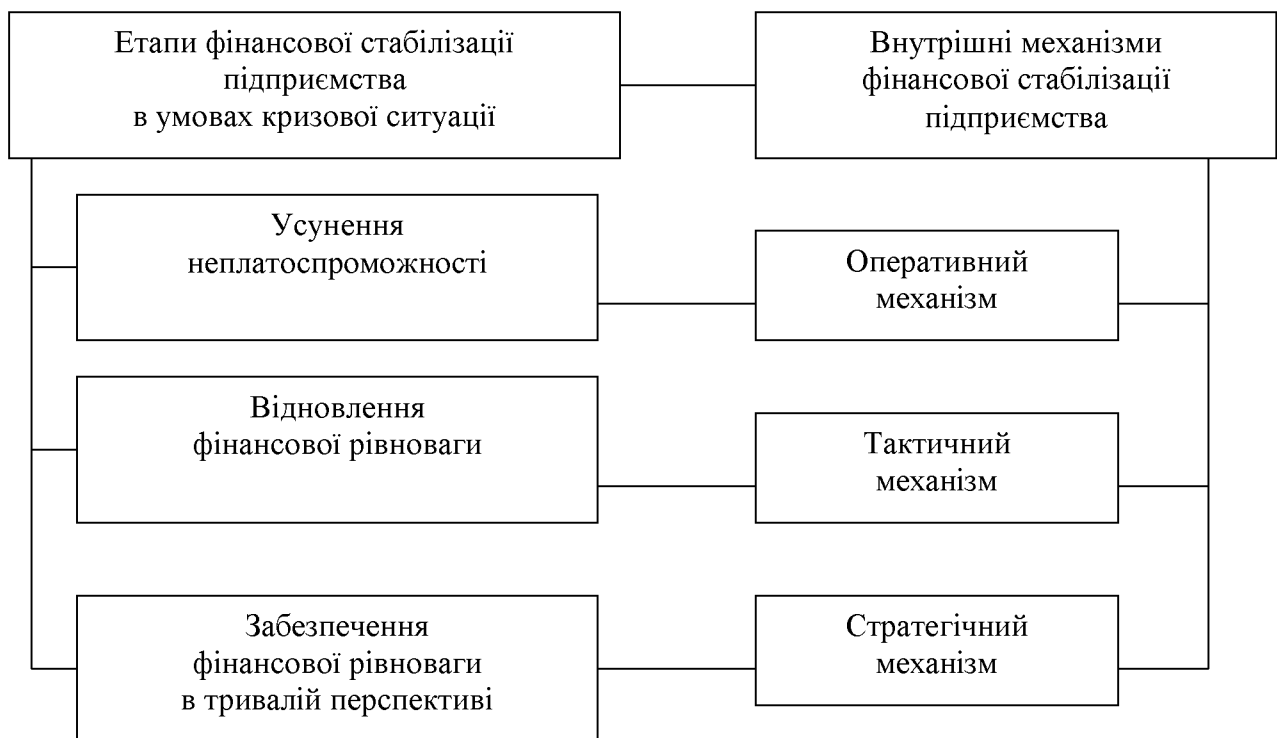 Етапи фінансової стабілізації
підприємства
в умовах кризової ситуації
Внутрішні механізми
фінансової стабілізації
підприємства
Усунення
неплатоспроможності
Оперативний
механізм
Відновлення
фінансової рівноваги
Тактичний
механізм
Забезпечення
фінансової рівноваги
в тривалій перспективі
Стратегічний
механізм